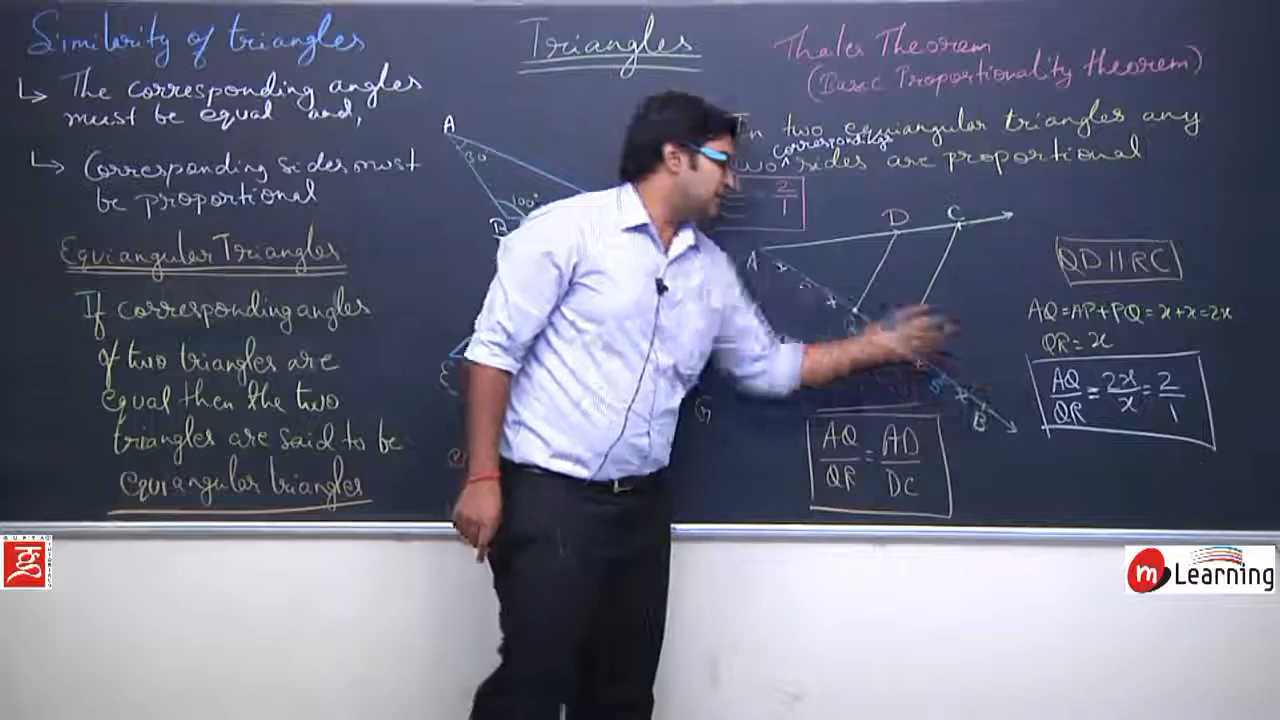 Similarity of triangles
↳ The corresponding angles
must be equal and,
↳ Corresponding sides must
be proportional
Equiangular Triangles
If corresponding angles
of two triangles are
equal then the two
triangles are said to be
equiangular triangles
Triangles
A
30°
100°
B
E
G
Thales Theorem
(Basic Proportionality theorem)
In two equiangular triangles any
corresponding
two ^ sides are proportional
= 2/1
A
D
C
x
x
B
AQ/QR = AD/DC
QD || RC
AQ = AP + PQ = x + x = 2x
QR = x
AQ/QR = 2x/x = 2/1
GUPTA TUTORIALS
m Learning